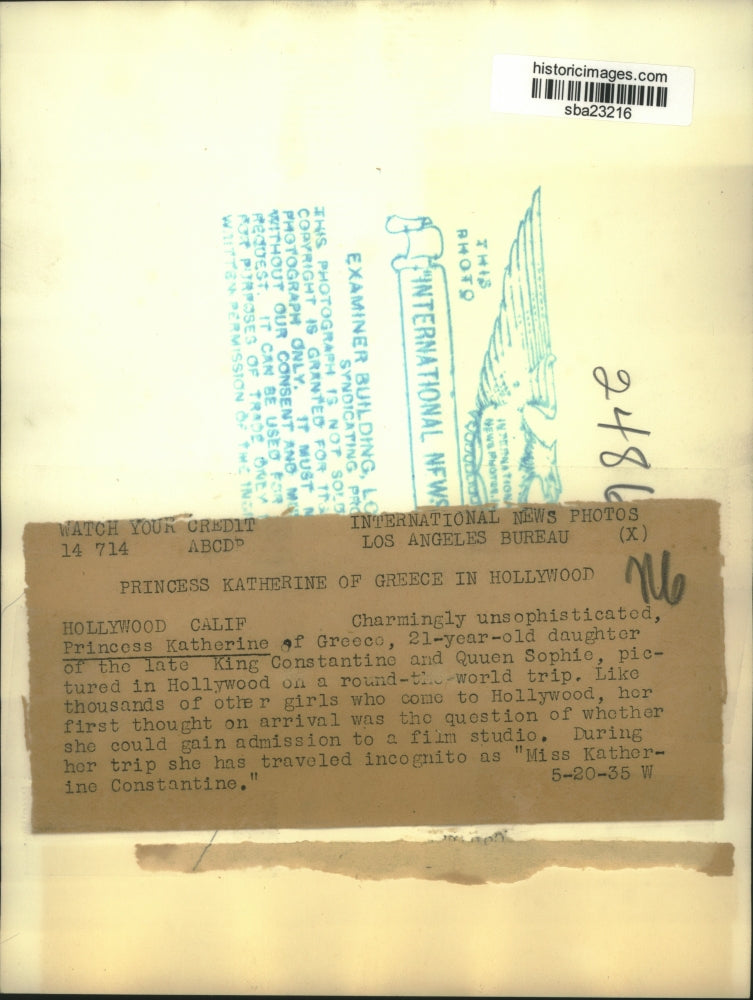 historicimages.com
sba23216
THIS
PHOTO
INTERNATIONAL NEWS
EXAMINER BUILDING, LO
SYNDICATING PRO
THIS PHOTOGRAPH IS NOT SOLD
COPYRIGHT IS GRANTED FOR
PHOTOGRAPH ONLY. IT MUST N
WITHOUT OUR CONSENT AND
REQUEST. IT CAN BE USED FOR
FOR PURPOSES OF TRADE ONLY
WRITTEN PERMISSION OF THE IN
248
WATCH YOUR CREDIT INTERNATIONAL NEWS PHOTOS
14 714 ABCDP LOS ANGELES BUREAU (X)
PRINCESS KATHERINE OF GREECE IN HOLLYWOOD
HOLLYWOOD CALIF Charmingly unsophisticated,
Princess Katherine of Greece, 21-year-old daughter
of the late King Constantine and Quuen Sophie, pic-
tured in Hollywood on a round-the-world trip. Like
thousands of other girls who come to Hollywood, her
first thought on arrival was the question of whether
she could gain admission to a film studio. During
her trip she has traveled incognito as "Miss Kather-
ine Constantine." 5-20-35 W